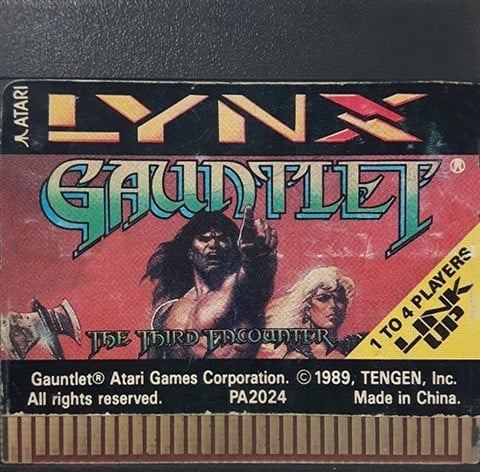 ATARI
LYNX
GAUNTLET®
THE THIRD ENCOUNTER
1 TO 4 PLAYERS
LINK
UP
Gauntlet® Atari Games Corporation. © 1989, TENGEN, Inc.
All rights reserved. PA2024 Made in China.